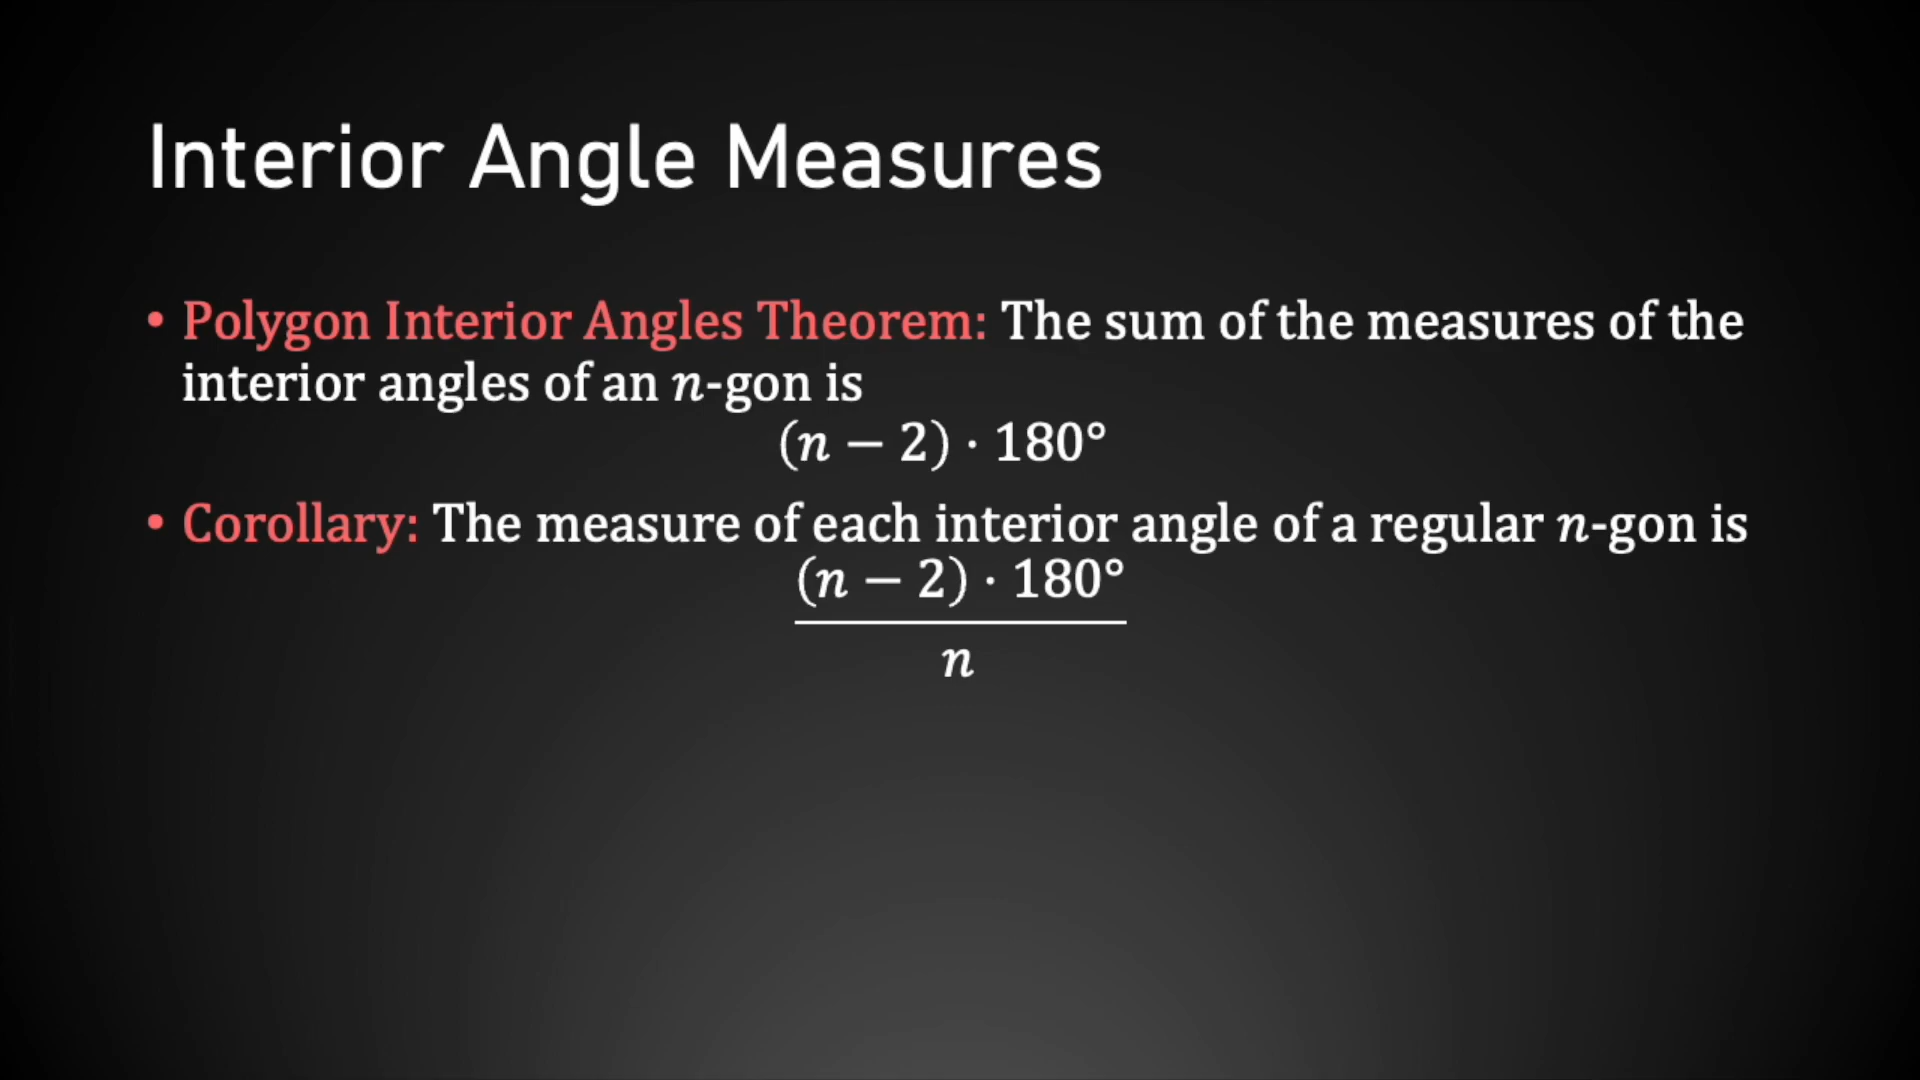 Interior Angle Measures
• Polygon Interior Angles Theorem: The sum of the measures of the
interior angles of an n-gon is
(n − 2) · 180°
• Corollary: The measure of each interior angle of a regular n-gon is
(n − 2) · 180°
n